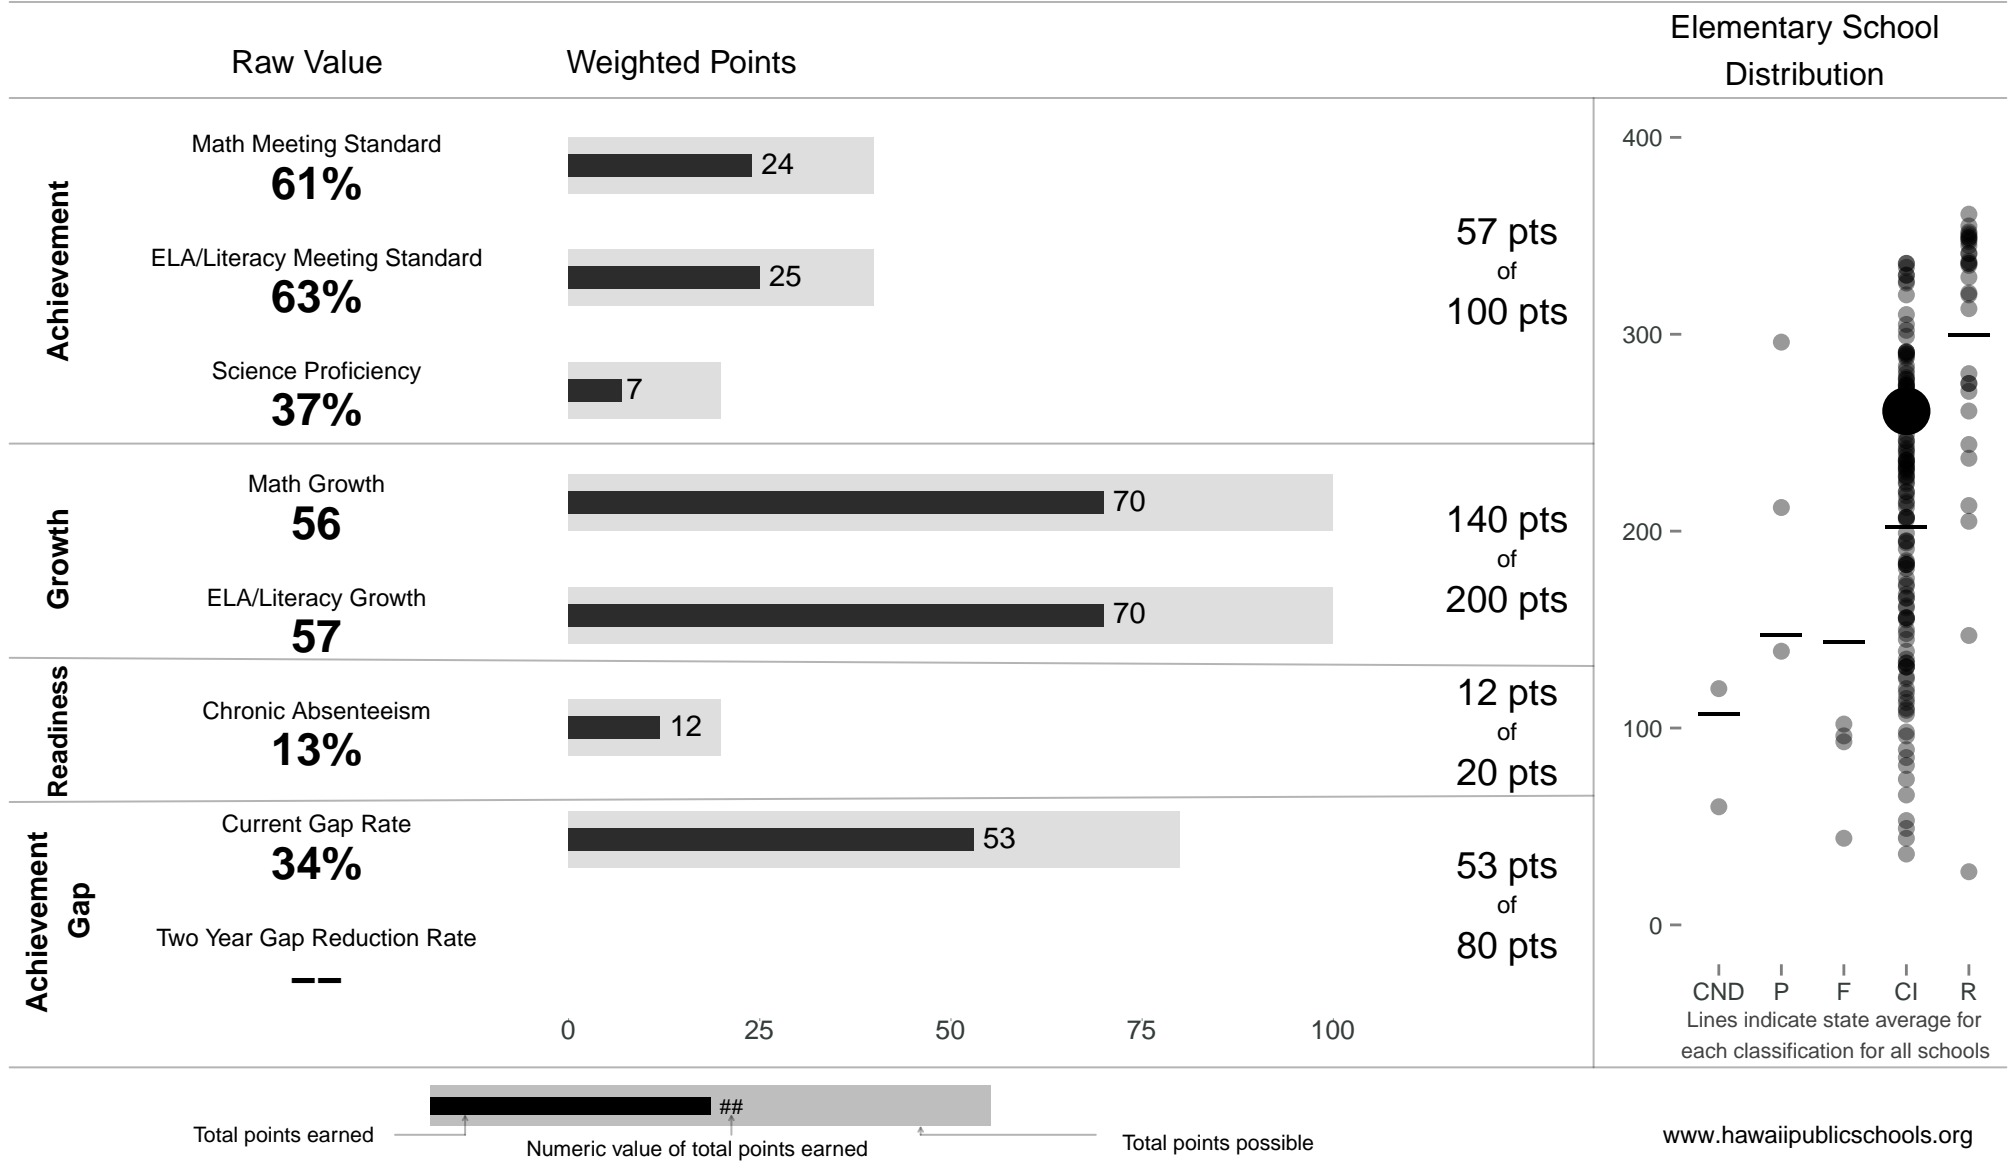 Raw Value
Weighted Points
Elementary School
Distribution
Achievement
Math Meeting Standard
61%
24
ELA/Literacy Meeting Standard
63%
25
Science Proficiency
37%
7
57 pts
of
100 pts
Growth
Math Growth
56
70
ELA/Literacy Growth
57
70
140 pts
of
200 pts
Readiness
Chronic Absenteeism
13%
12
12 pts
of
20 pts
Achievement
Gap
Current Gap Rate
34%
53
Two Year Gap Reduction Rate
−−
53 pts
of
80 pts
0 25 50 75 100
400
300
200
100
0
CND P F CI R
Lines indicate state average for
each classification for all schools
##
Total points earned
Numeric value of total points earned
Total points possible
www.hawaiipublicschools.org